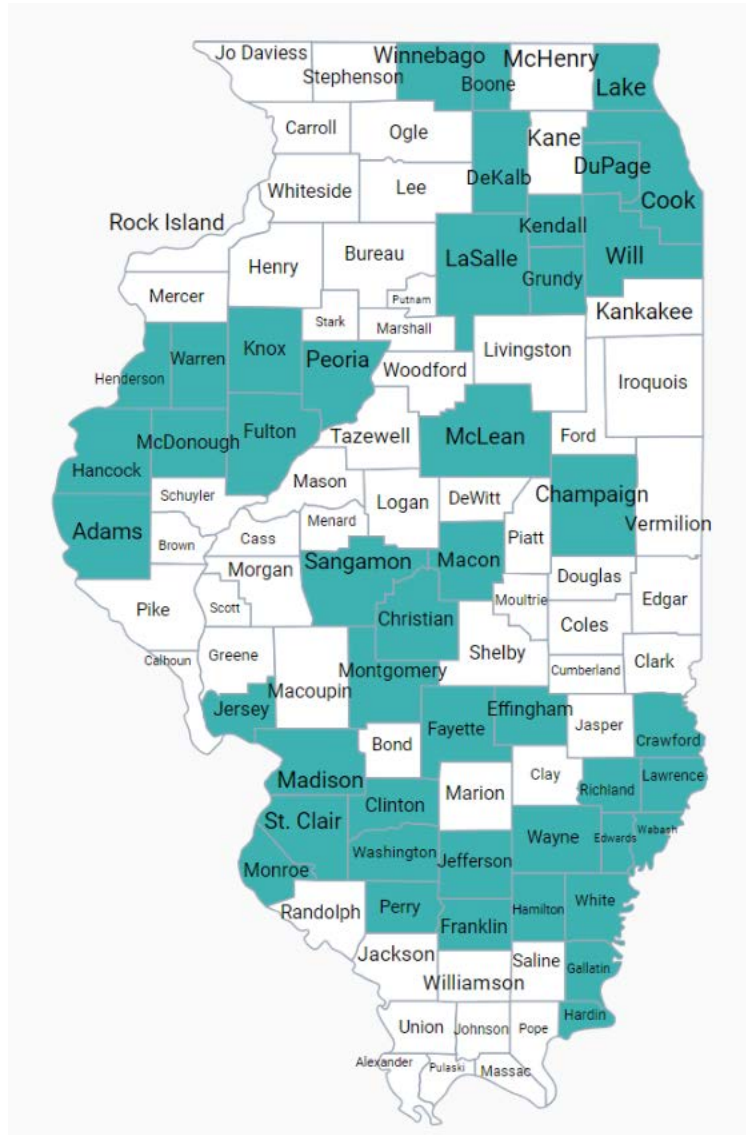 Jo Daviess
Stephenson
Winnebago
Boone
McHenry
Lake
Carroll
Ogle
DeKalb
Kane
DuPage
Cook
Whiteside
Lee
Rock Island
Henry
Bureau
LaSalle
Kendall
Will
Grundy
Mercer
Putnam
Stark
Marshall
Kankakee
Henderson
Warren
Knox
Peoria
Woodford
Livingston
Iroquois
Hancock
McDonough
Fulton
Tazewell
McLean
Ford
Adams
Schuyler
Mason
Logan
DeWitt
Champaign
Vermilion
Brown
Cass
Menard
Piatt
Pike
Scott
Morgan
Sangamon
Macon
Douglas
Edgar
Christian
Moultrie
Coles
Calhoun
Greene
Macoupin
Montgomery
Shelby
Cumberland
Clark
Jersey
Bond
Fayette
Effingham
Jasper
Crawford
Madison
Clinton
Marion
Clay
Richland
Lawrence
St. Clair
Washington
Jefferson
Wayne
Edwards
Wabash
Monroe
Randolph
Perry
Franklin
Hamilton
White
Jackson
Williamson
Saline
Gallatin
Hardin
Union
Johnson
Pope
Alexander
Pulaski
Massac